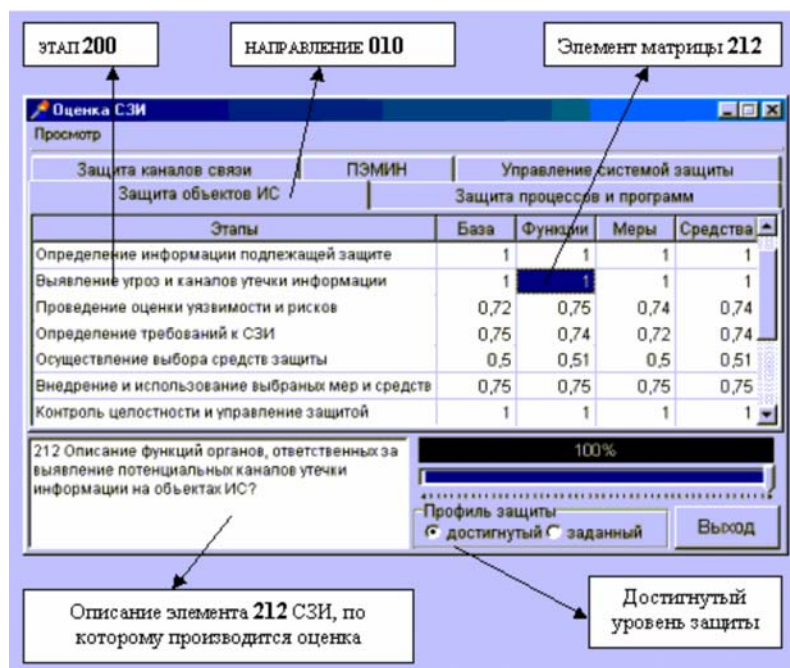 ЭТАП 200
НАПРАВЛЕНИЕ 010
Элемент матрицы 212
Оценка СЗИ
Просмотр
Защита каналов связи ПЭМИН Управление системой защиты
Защита объектов ИС Защита процессов и программ
Этапы База Функции Меры Средства
Определение информации подлежащей защите 1 1 1 1
Выявление угроз и каналов утечки информации 1 1 1 1
Проведение оценки уязвимости и рисков 0,72 0,75 0,74 0,74
Определение требований к СЗИ 0,75 0,74 0,72 0,74
Осуществление выбора средств защиты 0,5 0,51 0,5 0,51
Внедрение и использование выбраных мер и средств 0,75 0,75 0,75 0,75
Контроль целостности и управление защитой 1 1 1 1
212 Описание функций органов, ответственных за
выявление потенциальных каналов утечки
информации на объектах ИС?
100%
Профиль защиты
достигнутый заданный
Выход
Описание элемента 212 СЗИ, по
которому производится оценка
Достигнутый
уровень защиты